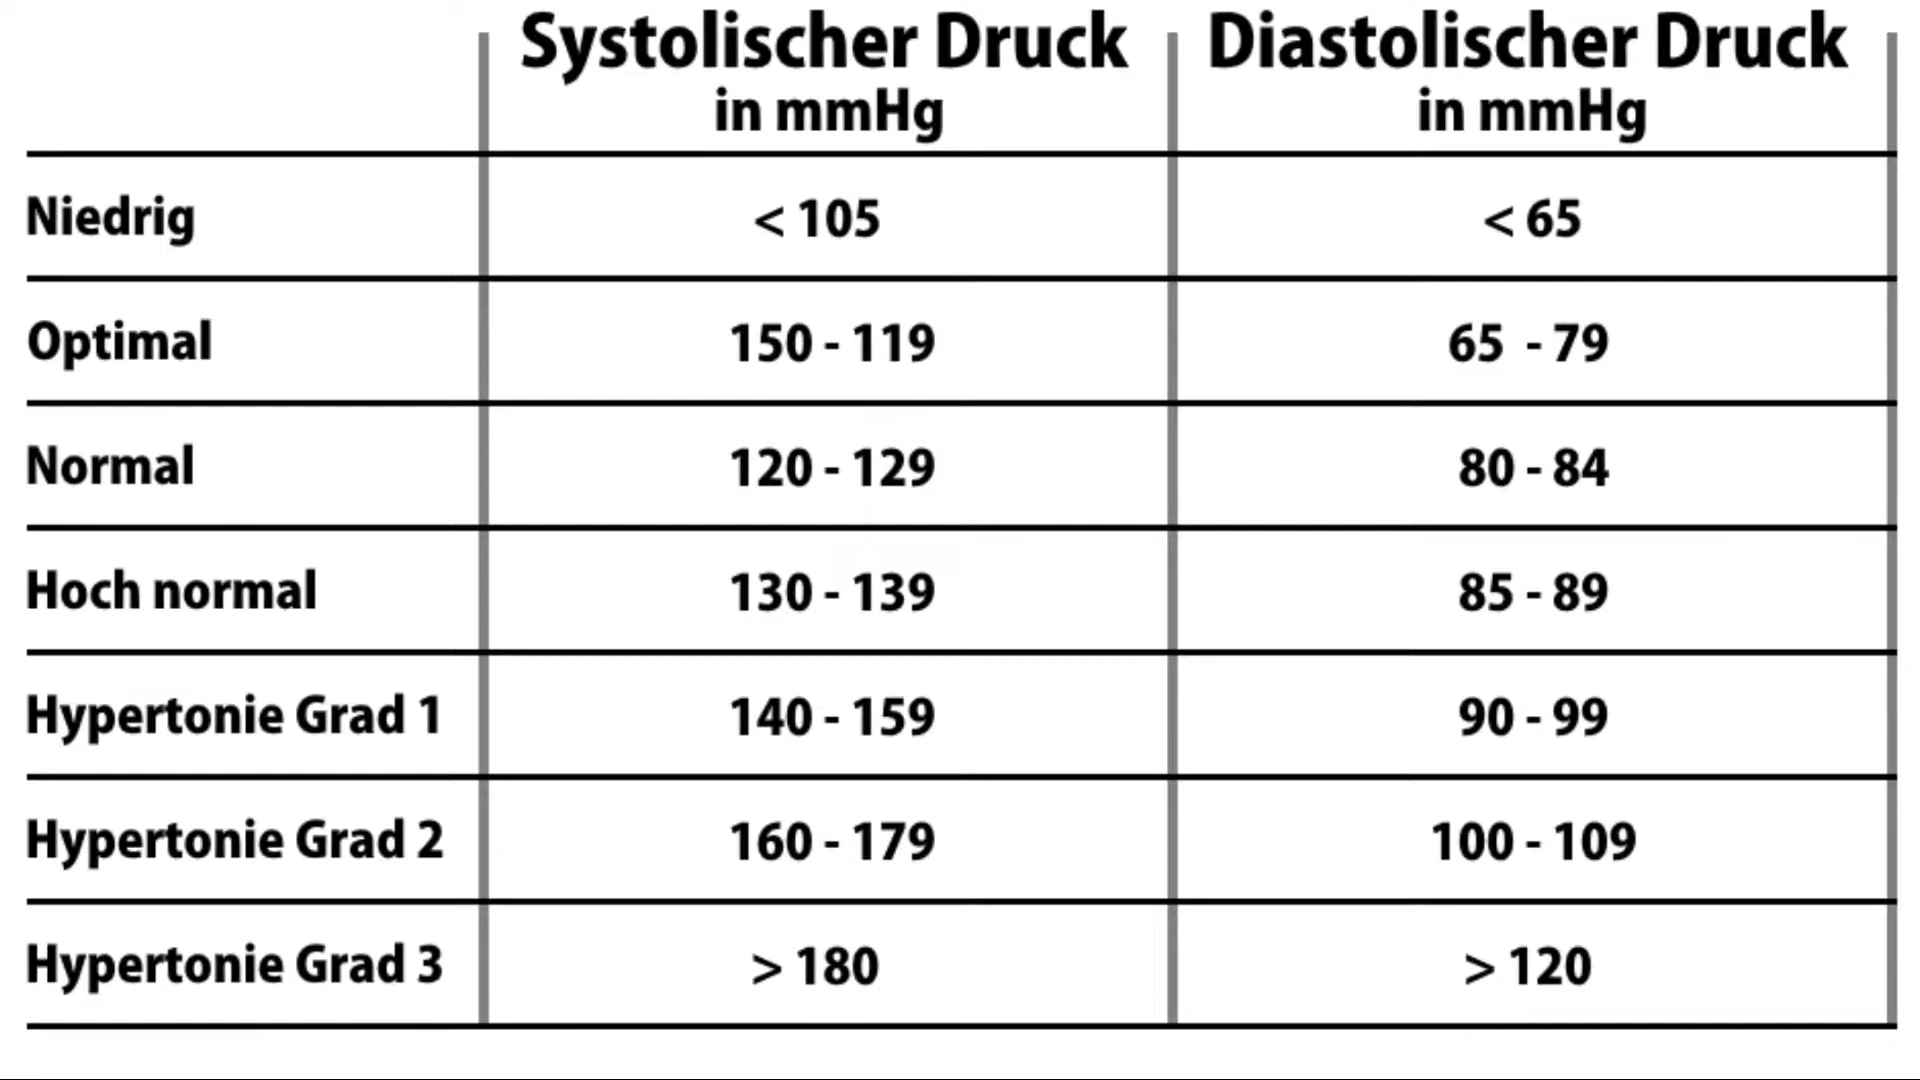 Systolischer Druck Diastolischer Druck
in mmHg in mmHg
Niedrig < 105 < 65
Optimal 150 - 119 65 - 79
Normal 120 - 129 80 - 84
Hoch normal 130 - 139 85 - 89
Hypertonie Grad 1 140 - 159 90 - 99
Hypertonie Grad 2 160 - 179 100 - 109
Hypertonie Grad 3 > 180 > 120